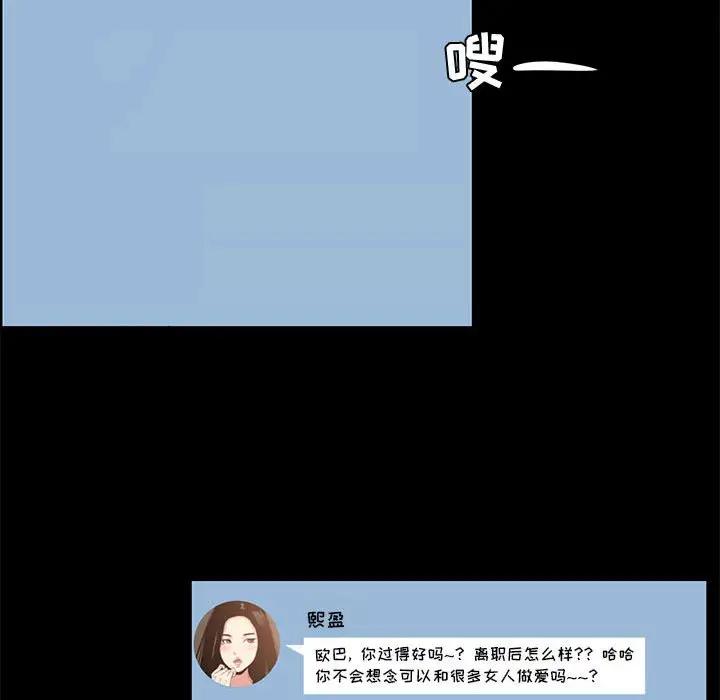 嗖—
熙盈
欧巴，你过得好吗~？离职后怎么样？？哈哈
你不会想念可以和很多女人做爱吗~~？